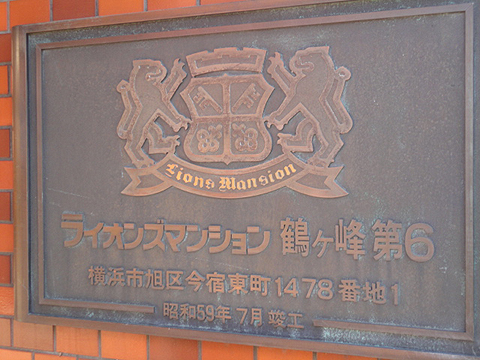 Lions Mansion
ライオンズマンション 鶴ヶ峰 第6
横浜市旭区今宿東町1478番地1
昭和59年7月竣工